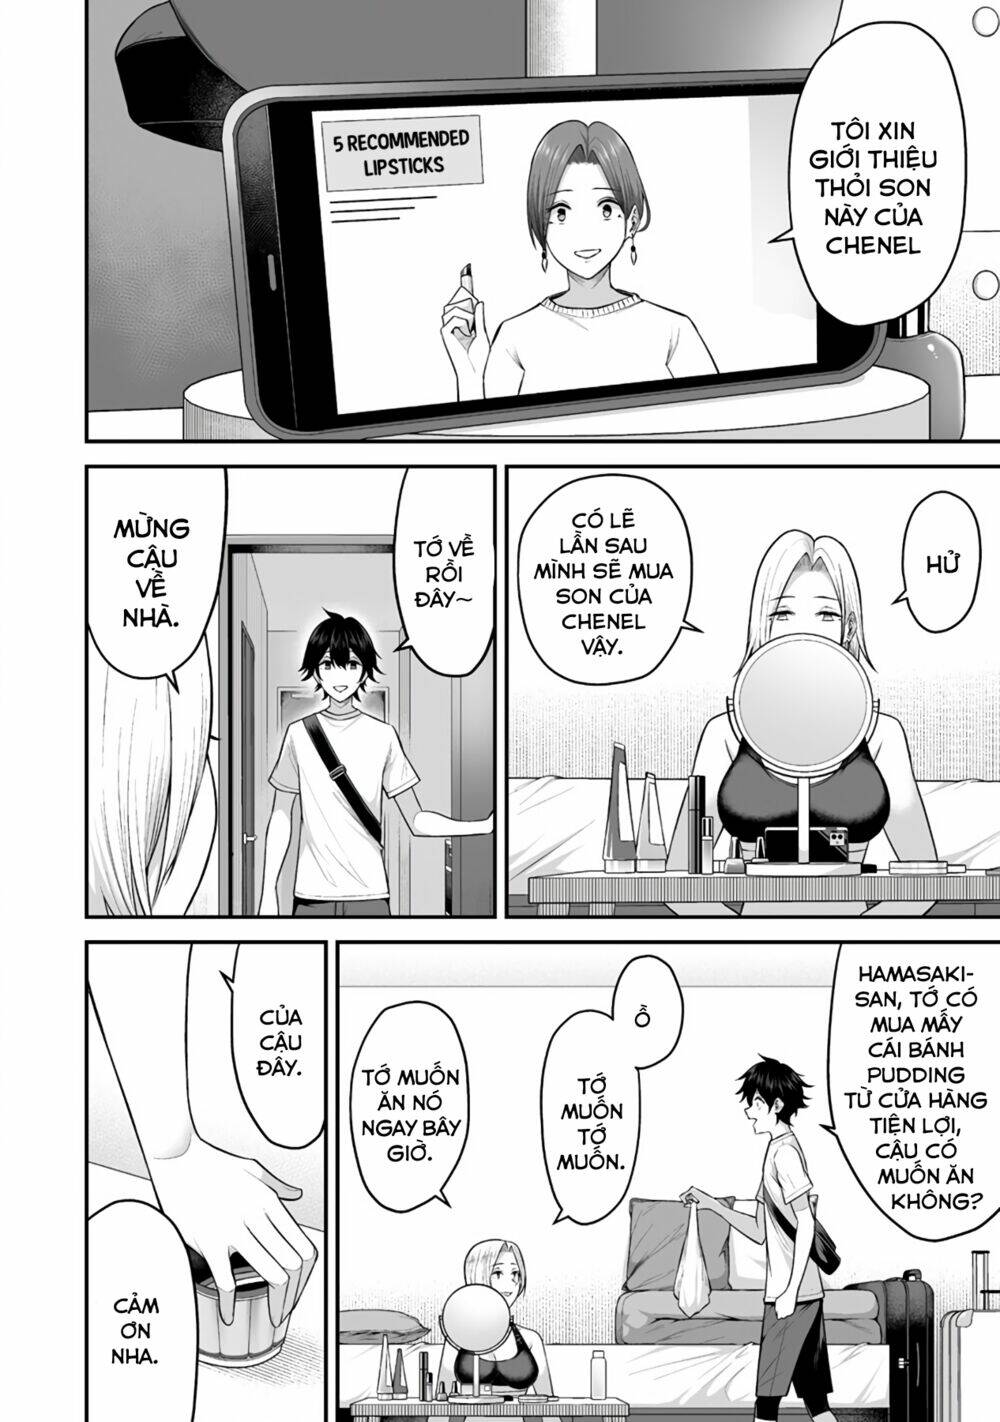 5 RECOMMENDED
LIPSTICKS
TÔI XIN
GIỚI THIỆU
THỎI SON
NÀY CỦA
CHENEL
HỬ
CÓ LẼ
LẦN SAU
MÌNH SẼ MUA
SON CỦA
CHENEL
VẬY.
TỚ VỀ
RỒI
ĐÂY~
MỪNG
CẬU
VỀ
NHÀ.
HAMASAKI-
SAN, TỚ CÓ
MUA MẤY
CÁI BÁNH
PUDDING
TỪ CỬA HÀNG
TIỆN LỢI,
CẬU CÓ
MUỐN ĂN
KHÔNG?
Ồ
TỚ
MUỐN
TỚ
MUỐN.
TỚ MUỐN
ĂN NÓ
NGAY BÂY
GIỜ.
CỦA
CẬU
ĐÂY.
CẢM
ƠN
NHA.